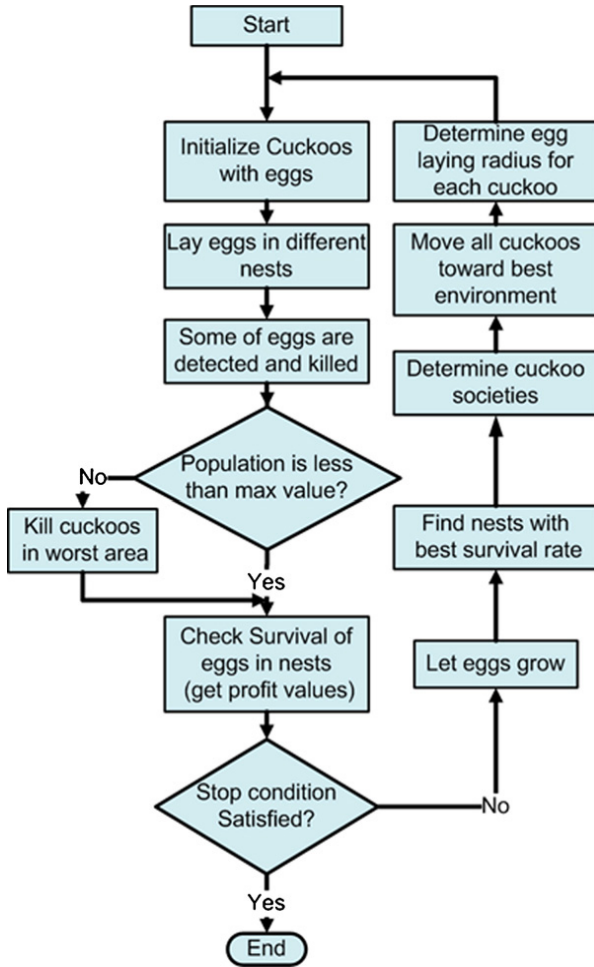 Start
Initialize Cuckoos
with eggs
Lay eggs in different
nests
Some of eggs are
detected and killed
Population is less
than max value?
No
Kill cuckoos
in worst area
Yes
Check Survival of
eggs in nests
(get profit values)
Stop condition
Satisfied?
Yes
End
No
Let eggs grow
Find nests with
best survival rate
Determine cuckoo
societies
Move all cuckoos
toward best
environment
Determine egg
laying radius for
each cuckoo